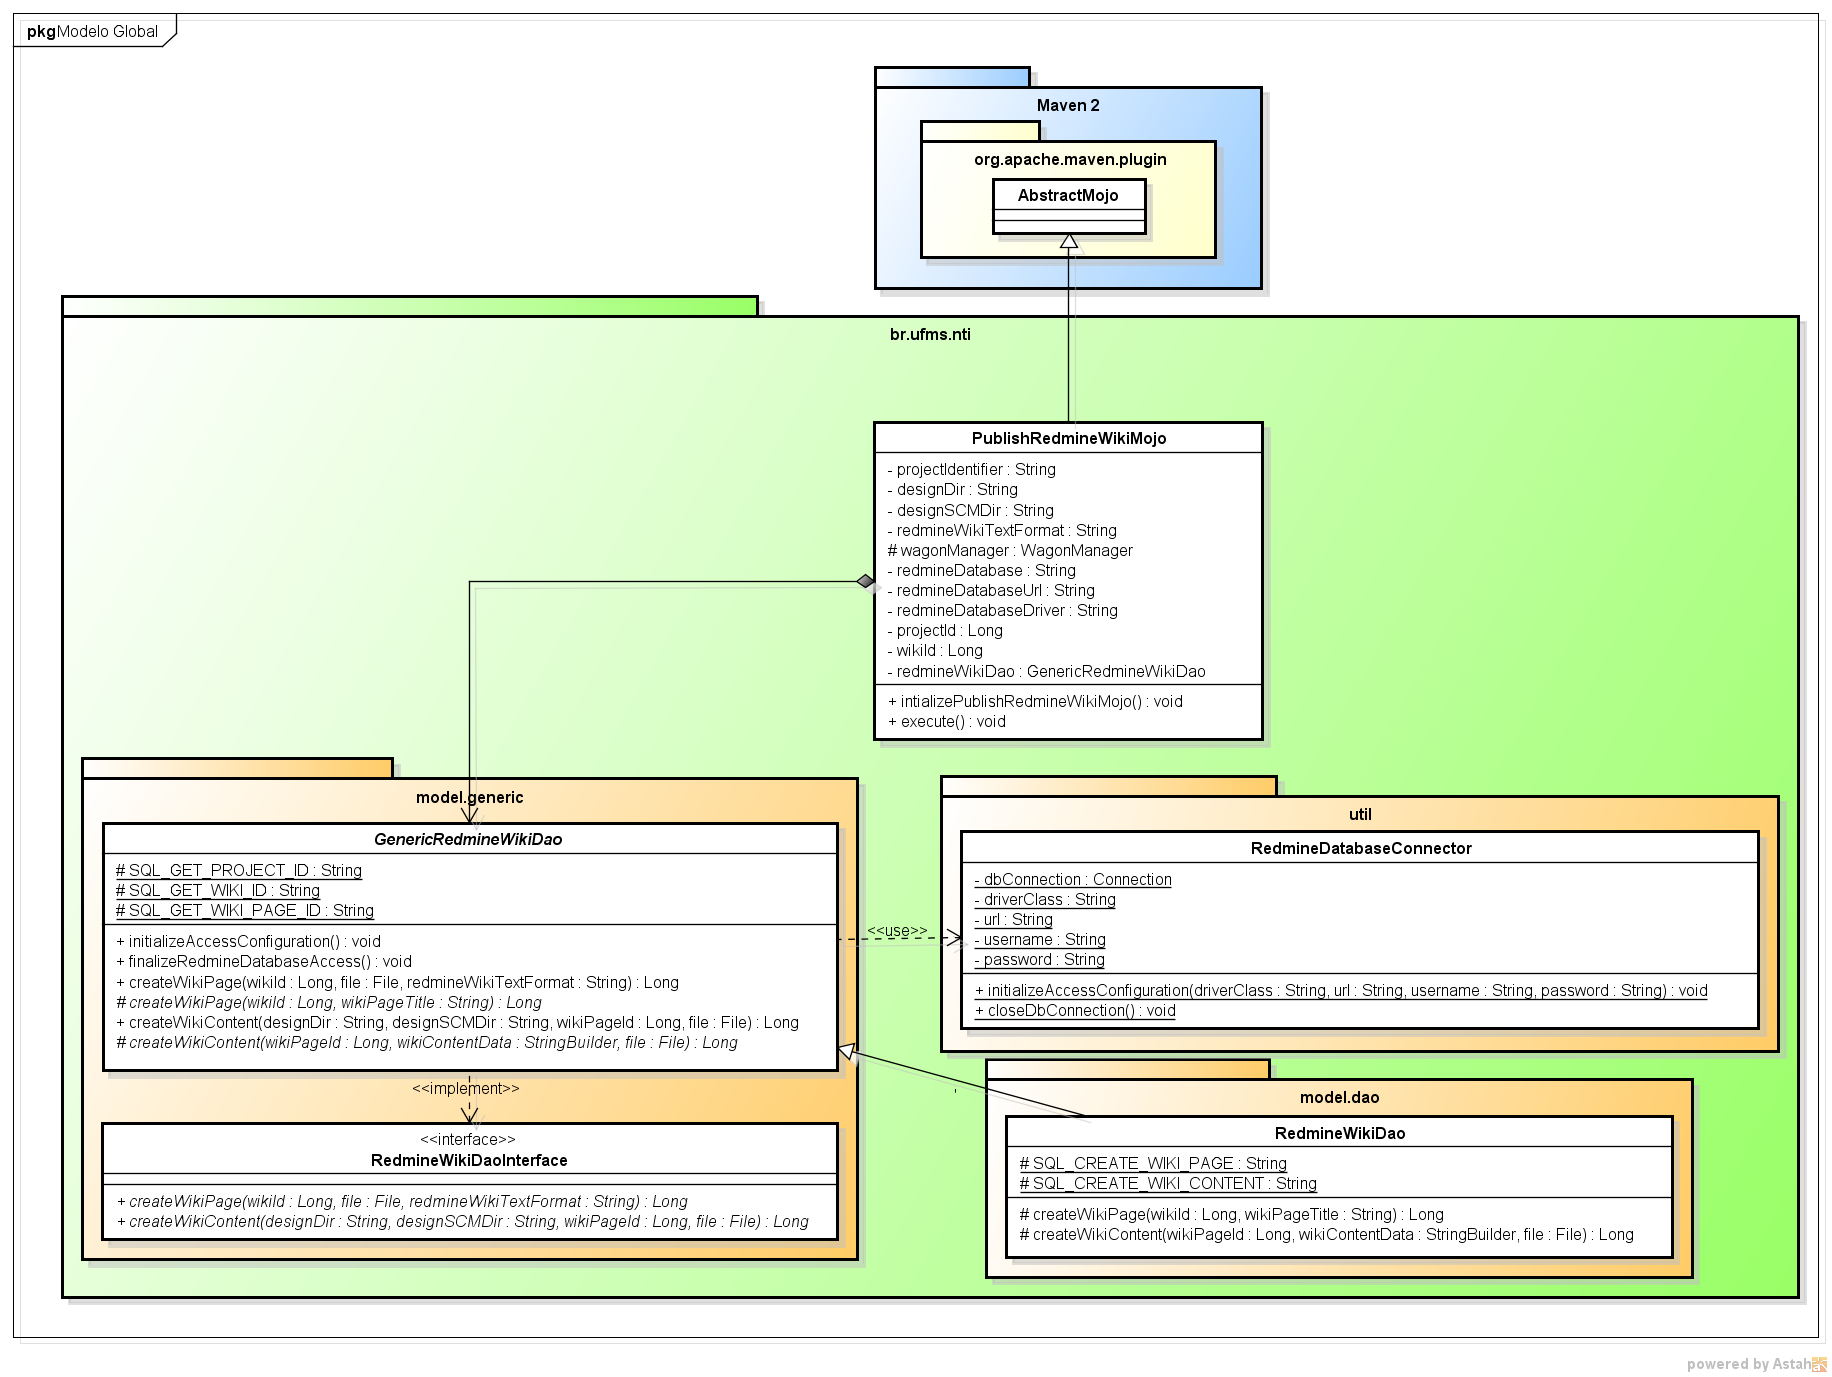 pkg Modelo Global
Maven 2
org.apache.maven.plugin
AbstractMojo
br.ufms.nti
PublishRedmineWikiMojo
- projectIdentifier : String
- designDir : String
- designSCMDir : String
- redmineWikiTextFormat : String
# wagonManager : WagonManager
- redmineDatabase : String
- redmineDatabaseUrl : String
- redmineDatabaseDriver : String
- projectId : Long
- wikiId : Long
- redmineWikiDao : GenericRedmineWikiDao
+ intializePublishRedmineWikiMojo() : void
+ execute() : void
model.generic
GenericRedmineWikiDao
# SQL_GET_PROJECT_ID : String
# SQL_GET_WIKI_ID : String
# SQL_GET_WIKI_PAGE_ID : String
+ initializeAccessConfiguration() : void
+ finalizeRedmineDatabaseAccess() : void
+ createWikiPage(wikiId : Long, file : File, redmineWikiTextFormat : String) : Long
# createWikiPage(wikiId : Long, wikiPageTitle : String) : Long
+ createWikiContent(designDir : String, designSCMDir : String, wikiPageId : Long, file : File) : Long
# createWikiContent(wikiPageId : Long, wikiContentData : StringBuilder, file : File) : Long
<<use>>
util
RedmineDatabaseConnector
- dbConnection : Connection
- driverClass : String
- url : String
- username : String
- password : String
+ initializeAccessConfiguration(driverClass : String, url : String, username : String, password : String) : void
+ closeDbConnection() : void
<<implement>>
<<interface>>
RedmineWikiDaoInterface
+ createWikiPage(wikiId : Long, file : File, redmineWikiTextFormat : String) : Long
+ createWikiContent(designDir : String, designSCMDir : String, wikiPageId : Long, file : File) : Long
model.dao
RedmineWikiDao
# SQL_CREATE_WIKI_PAGE : String
# SQL_CREATE_WIKI_CONTENT : String
# createWikiPage(wikiId : Long, wikiPageTitle : String) : Long
# createWikiContent(wikiPageId : Long, wikiContentData : StringBuilder, file : File) : Long
powered by Astah